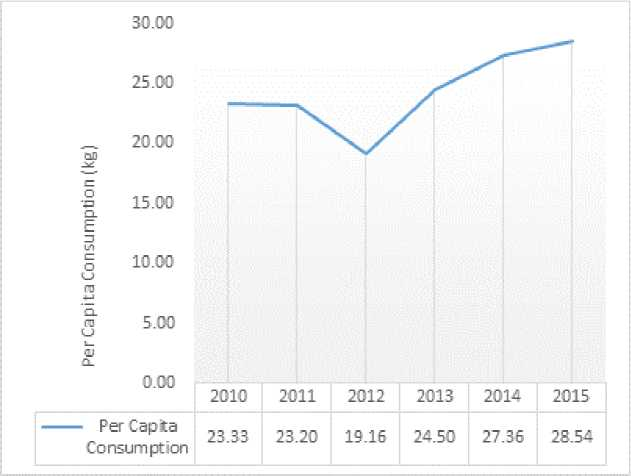 30.00
25.00
20.00
15.00
10.00
5.00
0.00
Per Capita Consumption (kg)
2010 2011 2012 2013 2014 2015
Per Capita
Consumption
23.33 23.20 19.16 24.50 27.36 28.54